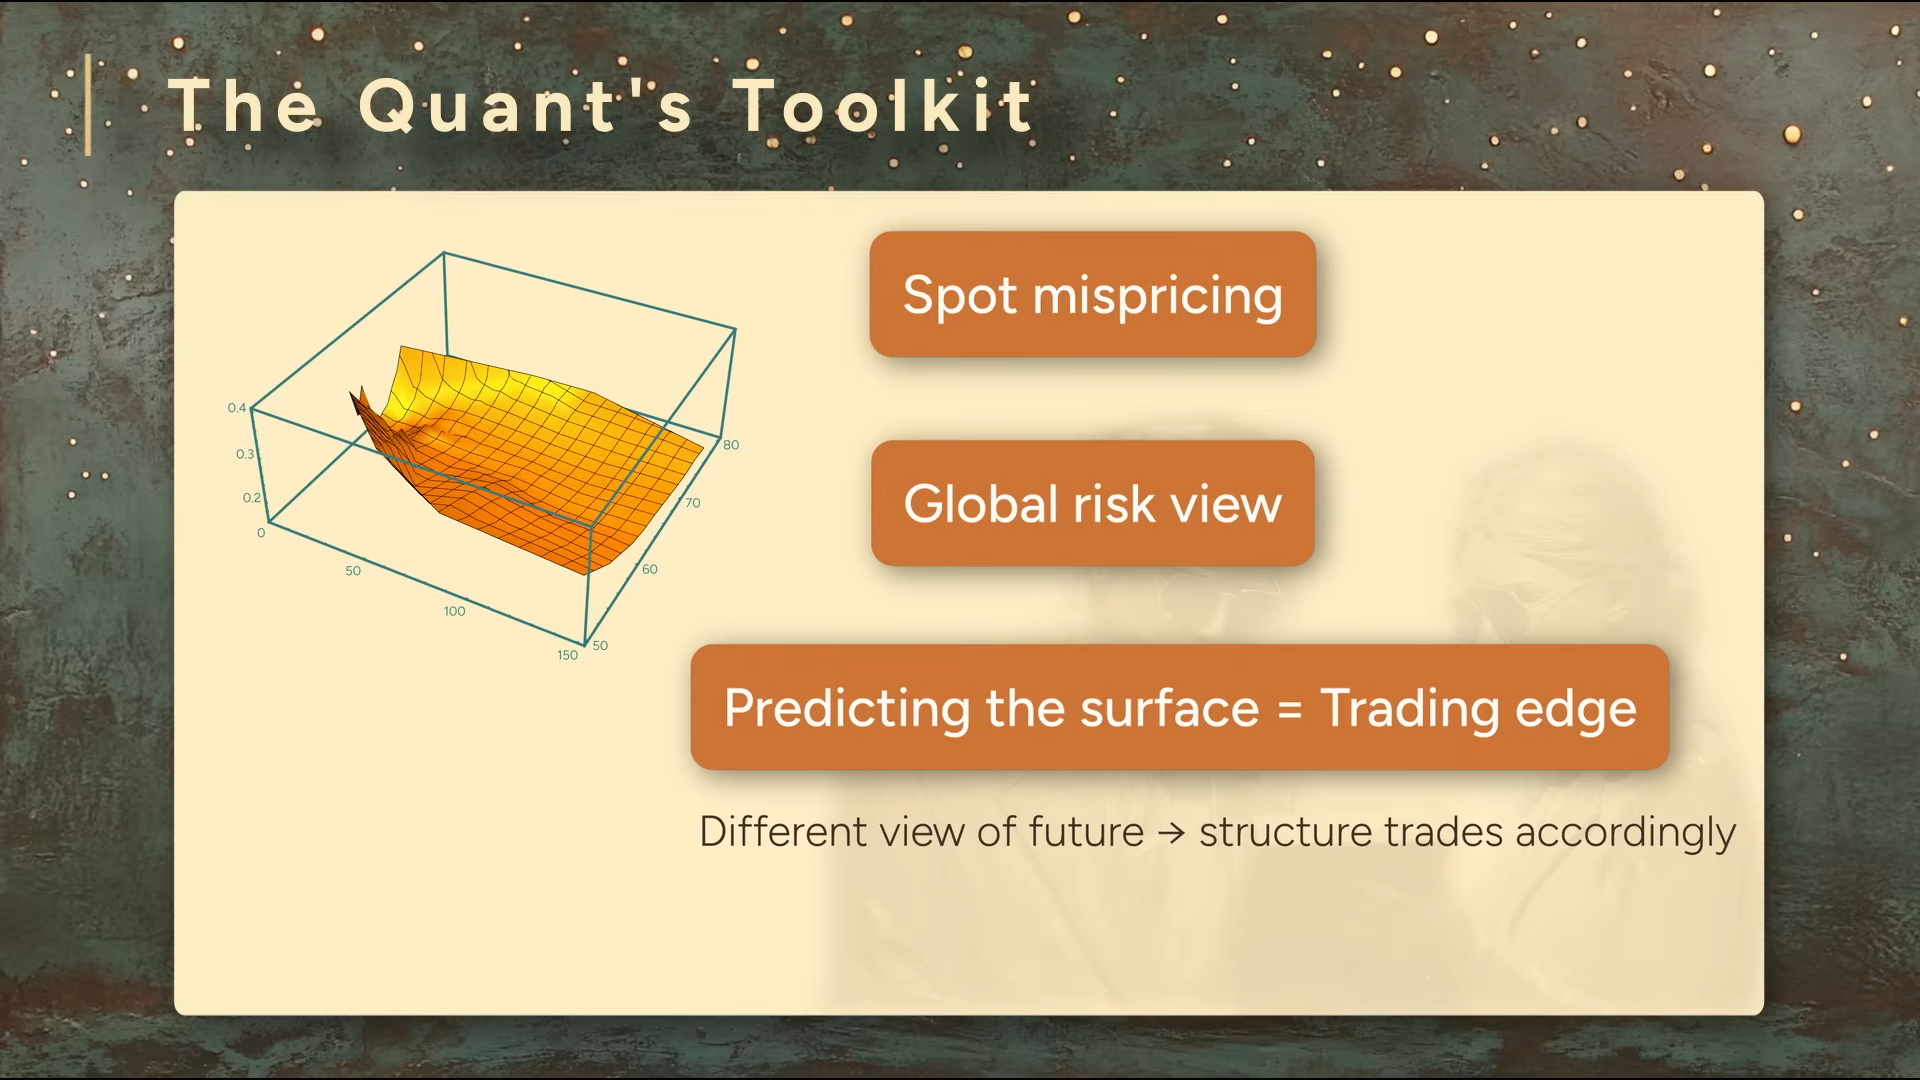 The Quant's Toolkit
Spot mispricing
Global risk view
Predicting the surface = Trading edge
Different view of future → structure trades accordingly
0.4
0.3
0.2
0
50
100
150
50
60
70
80